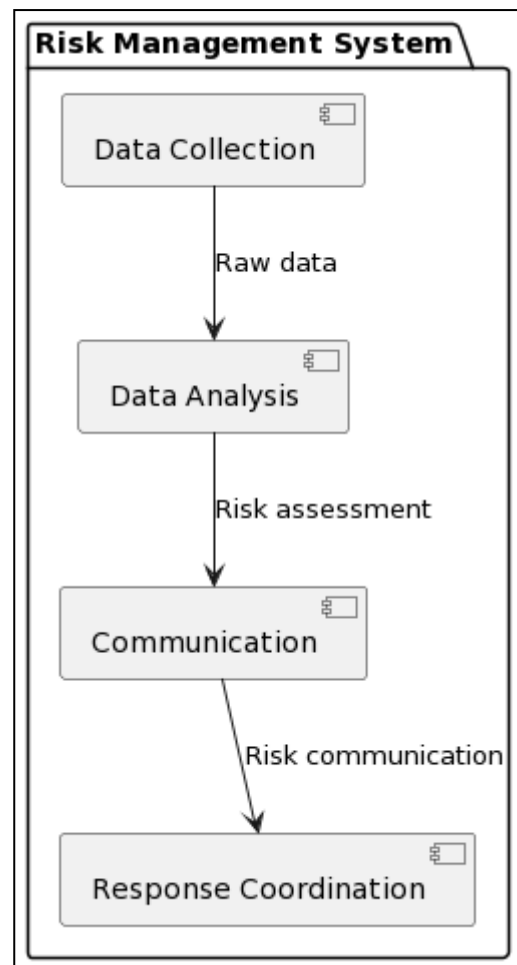 Risk Management System
Data Collection
Raw data
Data Analysis
Risk assessment
Communication
Risk communication
Response Coordination